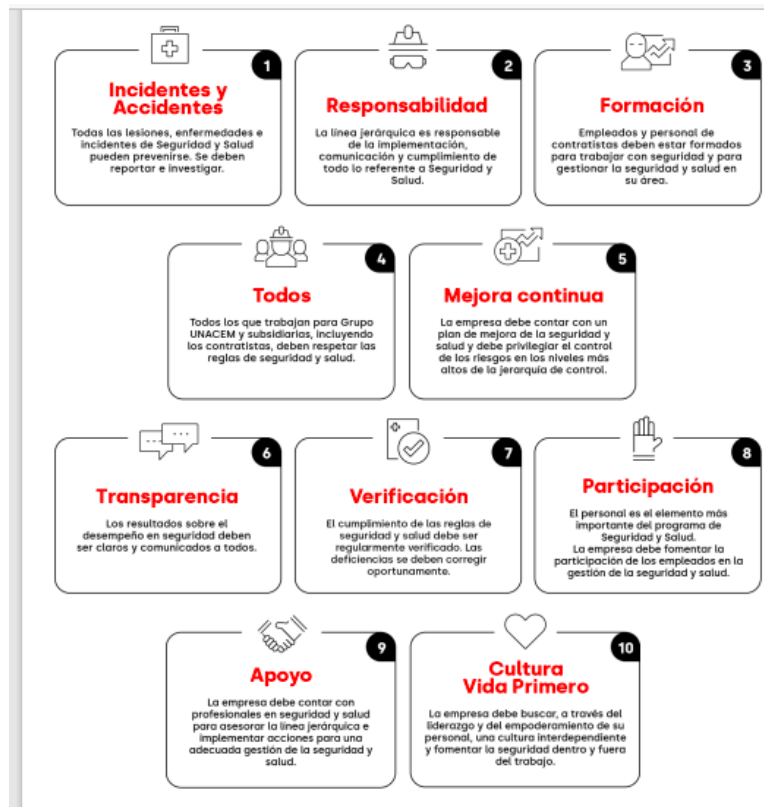 1
Incidentes y
Accidentes
Todas las lesiones, enfermedades e
incidentes de Seguridad y Salud
pueden prevenirse. Se deben
reportar e investigar.
2
Responsabilidad
La línea jerárquica es responsable
de la implementación,
comunicación y cumplimiento de
todo lo referente a Seguridad y
Salud.
3
Formación
Empleados y personal de
contratistas deben estar formados
para trabajar con seguridad y para
gestionar la seguridad y salud en
su área.
4
Todos
Todos los que trabajan para Grupo
UNACEM y subsidiarias, incluyendo
los contratistas, deben respetar las
reglas de seguridad y salud.
5
Mejora continua
La empresa debe contar con un
plan de mejora de la seguridad y
salud y debe privilegiar el control
de los riesgos en los niveles más
altos de la jerarquía de control.
6
Transparencia
Los resultados sobre el
desempeño en seguridad deben
ser claros y comunicados a todos.
7
Verificación
El cumplimiento de las reglas de
seguridad y salud debe ser
regularmente verificado. Las
deficiencias se deben corregir
oportunamente.
8
Participación
El personal es el elemento más
importante del programa de
Seguridad y Salud.
La empresa debe fomentar la
participación de los empleados en la
gestión de la seguridad y salud.
9
Apoyo
La empresa debe contar con
profesionales en seguridad y salud
para asesorar la línea jerárquica e
implementar acciones para una
adecuada gestión de la seguridad y
salud.
10
Cultura
Vida Primero
La empresa debe buscar, a través del
liderazgo y del empoderamiento de su
personal, una cultura interdependiente
y fomentar la seguridad dentro y fuera
del trabajo.